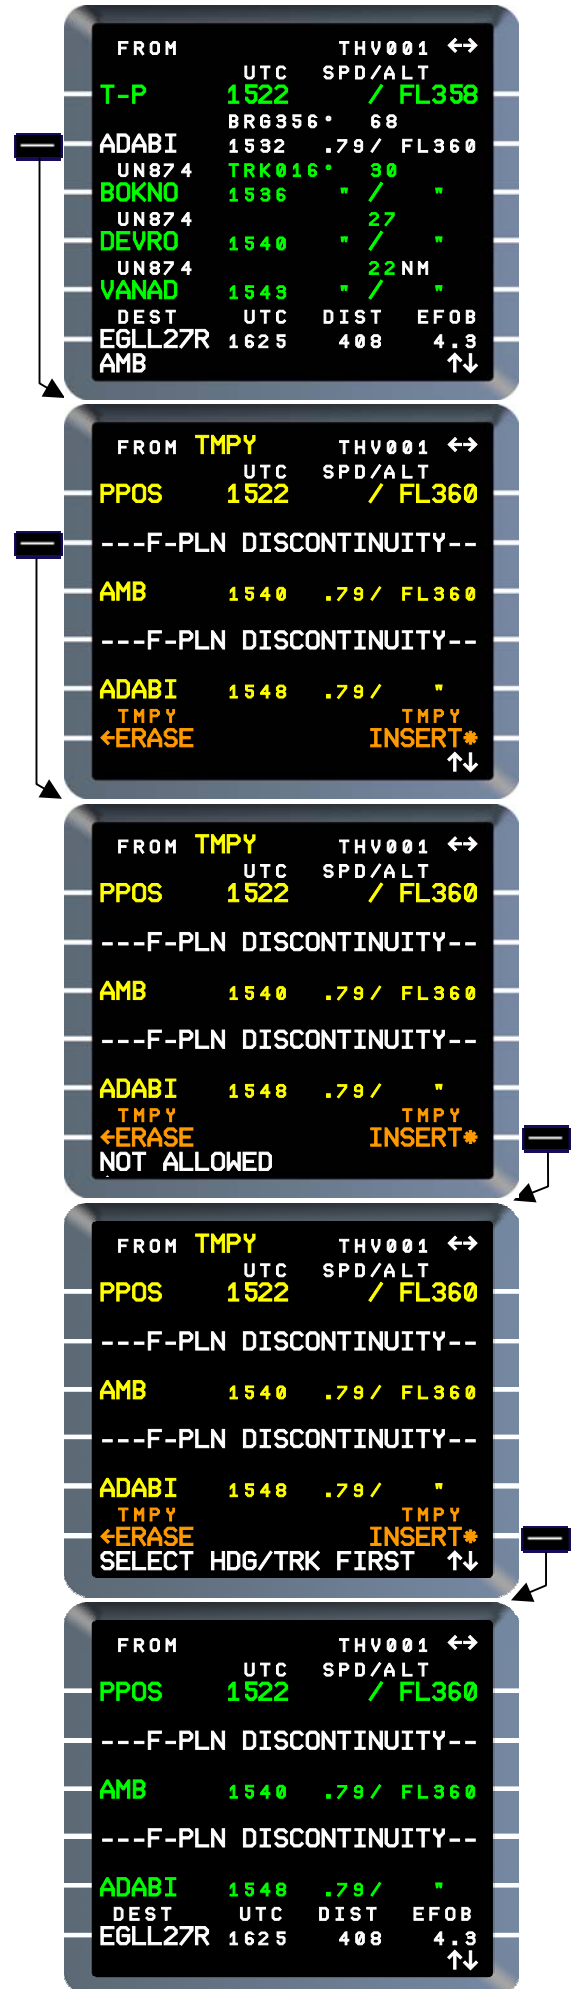 FROM THV001 ←→
UTC SPD/ALT
T-P 1522 / FL358
BRG356° 68
ADABI 1532 .79/ FL360
UN874 TRK016° 30
BOKNO 1536 " / "
UN874 27
DEVRO 1540 " / "
UN874 22NM
VANAD 1543 " / "
DEST UTC DIST EFOB
EGLL27R 1625 408 4.3
AMB ↑↓
FROM TMPY THV001 ←→
UTC SPD/ALT
PPOS 1522 / FL360
---F-PLN DISCONTINUITY--
AMB 1540 .79/ FL360
---F-PLN DISCONTINUITY--
ADABI 1548 .79/ "
TMPY TMPY
←ERASE INSERT*
↑↓
FROM TMPY THV001 ←→
UTC SPD/ALT
PPOS 1522 / FL360
---F-PLN DISCONTINUITY--
AMB 1540 .79/ FL360
---F-PLN DISCONTINUITY--
ADABI 1548 .79/ "
TMPY TMPY
←ERASE INSERT*
NOT ALLOWED
FROM TMPY THV001 ←→
UTC SPD/ALT
PPOS 1522 / FL360
---F-PLN DISCONTINUITY--
AMB 1540 .79/ FL360
---F-PLN DISCONTINUITY--
ADABI 1548 .79/ "
TMPY TMPY
←ERASE INSERT*
SELECT HDG/TRK FIRST ↑↓
FROM THV001 ←→
UTC SPD/ALT
PPOS 1522 / FL360
---F-PLN DISCONTINUITY--
AMB 1540 .79/ FL360
---F-PLN DISCONTINUITY--
ADABI 1548 .79/ "
DEST UTC DIST EFOB
EGLL27R 1625 408 4.3
↑↓